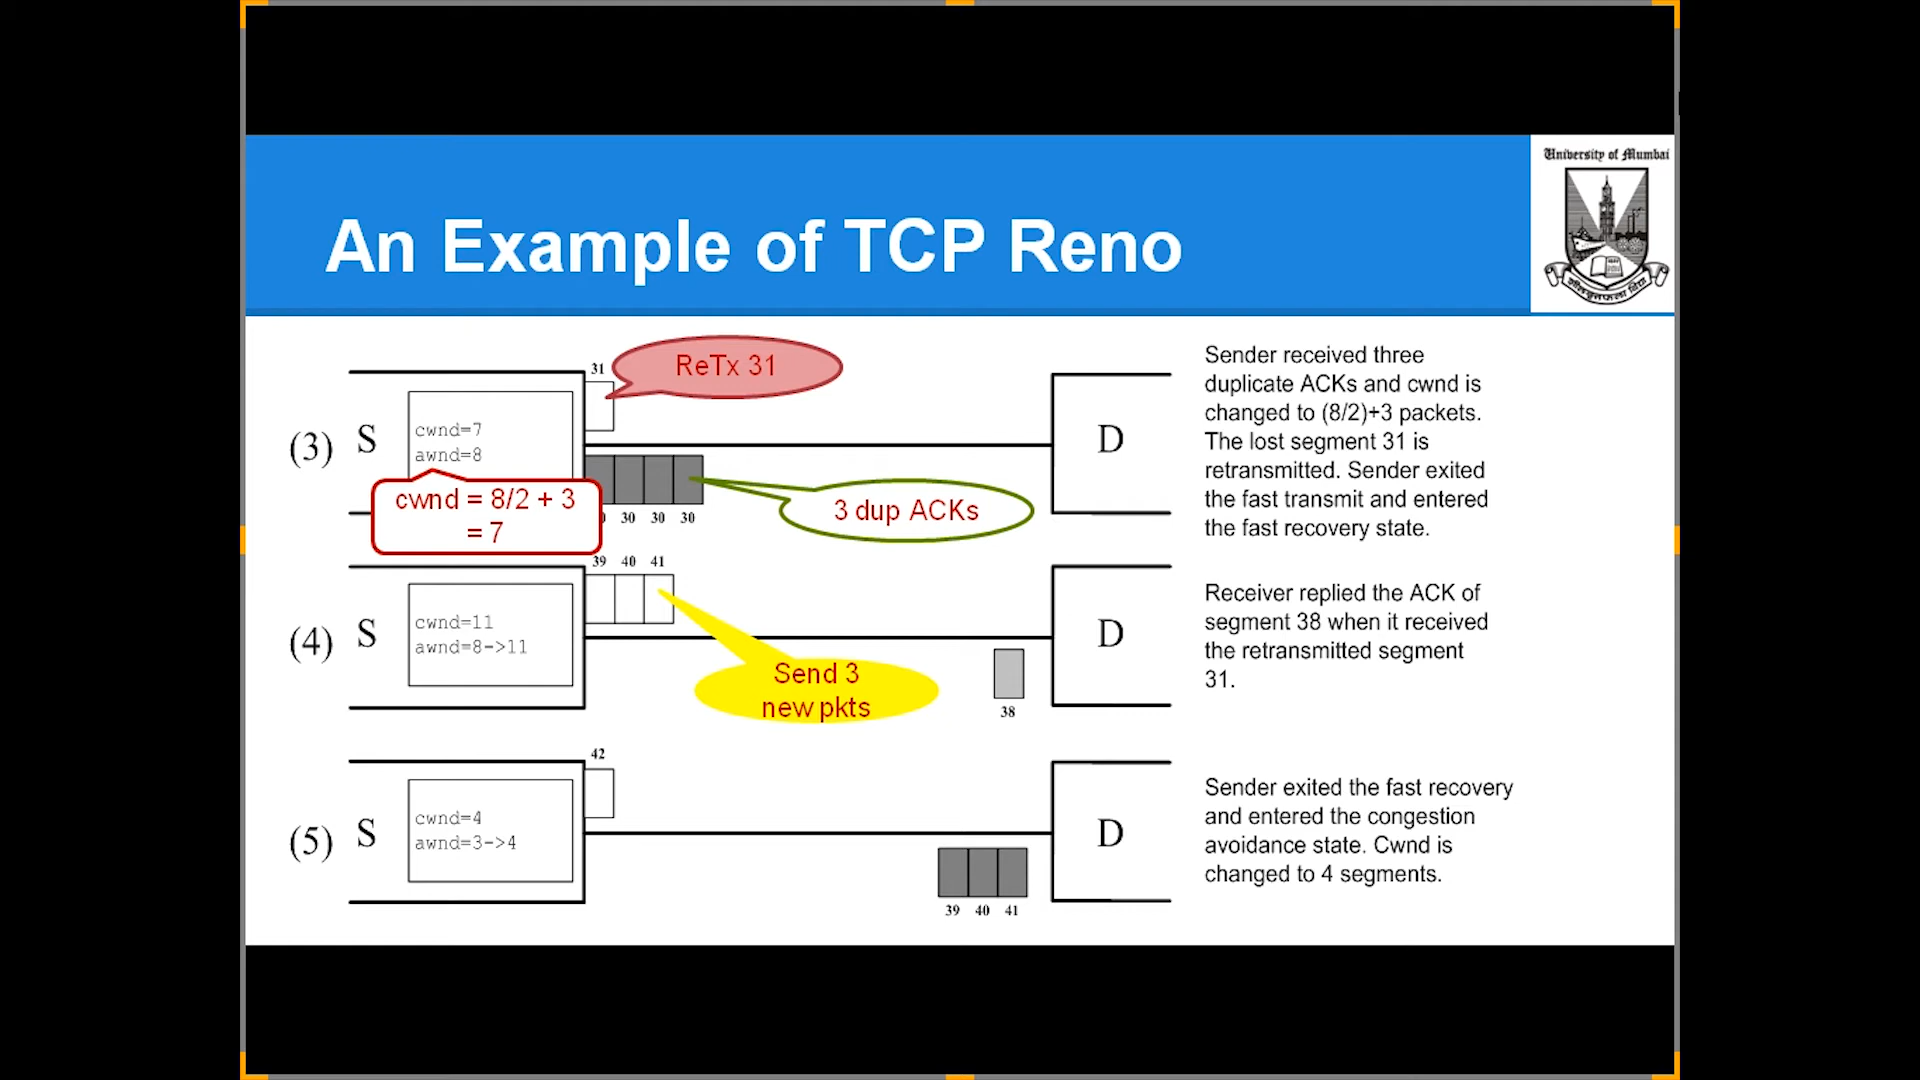 University of Mumbai
An Example of TCP Reno
(3)
S
cwnd=7
awnd=8
cwnd = 8/2 + 3
= 7
31
ReTx 31
30 30 30
3 dup ACKs
D
Sender received three
duplicate ACKs and cwnd is
changed to (8/2)+3 packets.
The lost segment 31 is
retransmitted. Sender exited
the fast transmit and entered
the fast recovery state.
(4)
S
cwnd=11
awnd=8->11
39 40 41
Send 3
new pkts
38
D
Receiver replied the ACK of
segment 38 when it received
the retransmitted segment
31.
(5)
S
cwnd=4
awnd=3->4
42
39 40 41
D
Sender exited the fast recovery
and entered the congestion
avoidance state. Cwnd is
changed to 4 segments.